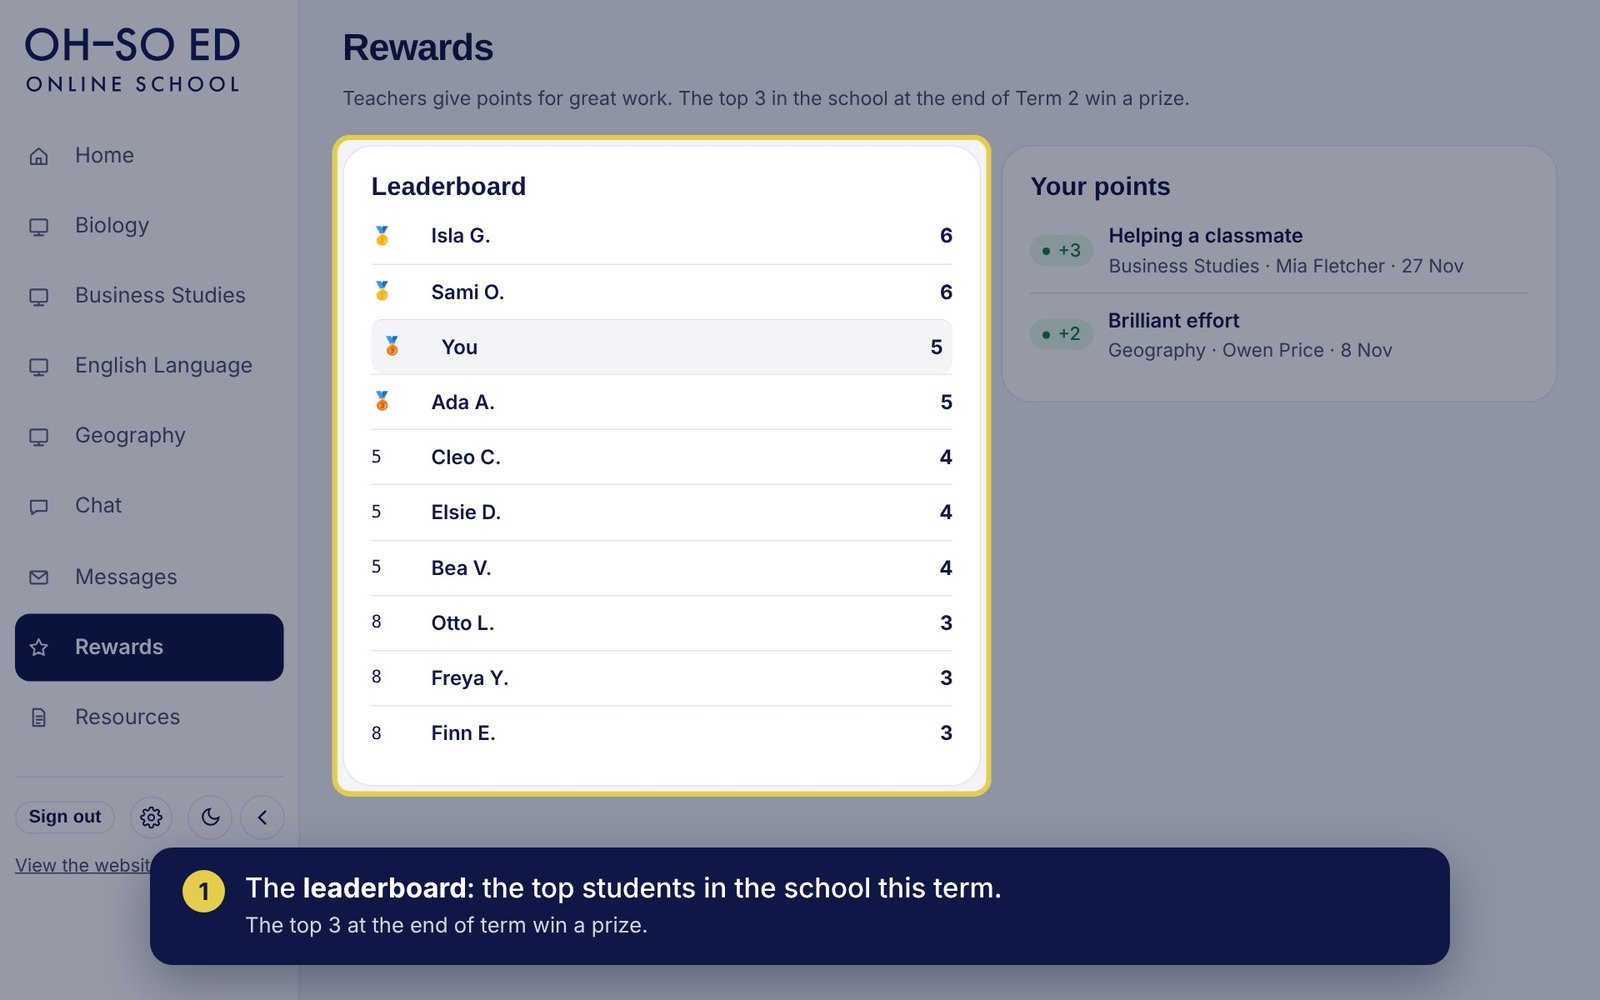 OH-SO ED
ONLINE SCHOOL
Home
Biology
Business Studies
English Language
Geography
Chat
Messages
Rewards
Resources
Sign out
View the websit
Rewards
Teachers give points for great work. The top 3 in the school at the end of Term 2 win a prize.
Leaderboard
Isla G. 6
Sami O. 6
You 5
Ada A. 5
5 Cleo C. 4
5 Elsie D. 4
5 Bea V. 4
8 Otto L. 3
8 Freya Y. 3
8 Finn E. 3
Your points
+3 Helping a classmate
Business Studies · Mia Fletcher · 27 Nov
+2 Brilliant effort
Geography · Owen Price · 8 Nov
1 The leaderboard: the top students in the school this term.
The top 3 at the end of term win a prize.